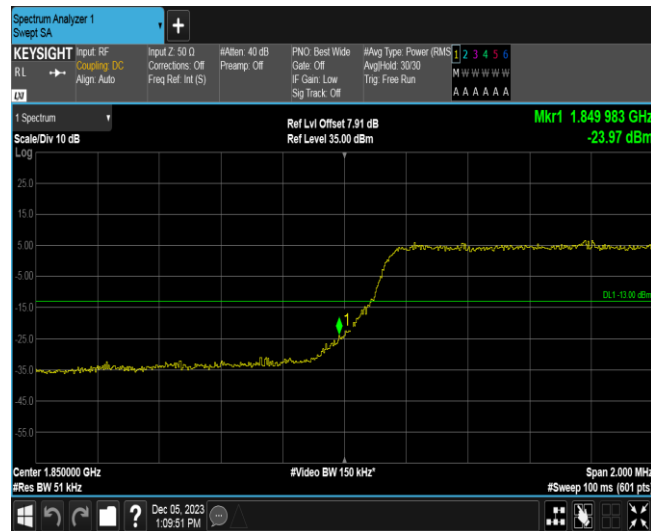 Spectrum Analyzer 1
Swept SA
KEYSIGHT
RL
LXI
Input: RF
Coupling: DC
Align: Auto
Input Z: 50 Ω
Corrections: Off
Freq Ref: Int (S)
#Atten: 40 dB
Preamp: Off
PNO: Best Wide
Gate: Off
IF Gain: Low
Sig Track: Off
#Avg Type: Power (RMS
Avg|Hold: 30/30
Trig: Free Run
1 2 3 4 5 6
M W W W W W
A A A A A A
1 Spectrum
Scale/Div 10 dB
Log
Ref Lvl Offset 7.91 dB
Ref Level 35.00 dBm
Mkr1 1.849 983 GHz
-23.97 dBm
25.0
15.0
5.00
-5.00
DL1 -13.00 dBm
-15.0
1
-25.0
-35.0
-45.0
-55.0
Center 1.850000 GHz
#Res BW 51 kHz
#Video BW 150 kHz*
Span 2.000 MHz
#Sweep 100 ms (601 pts)
?
Dec 05, 2023
1:09:51 PM